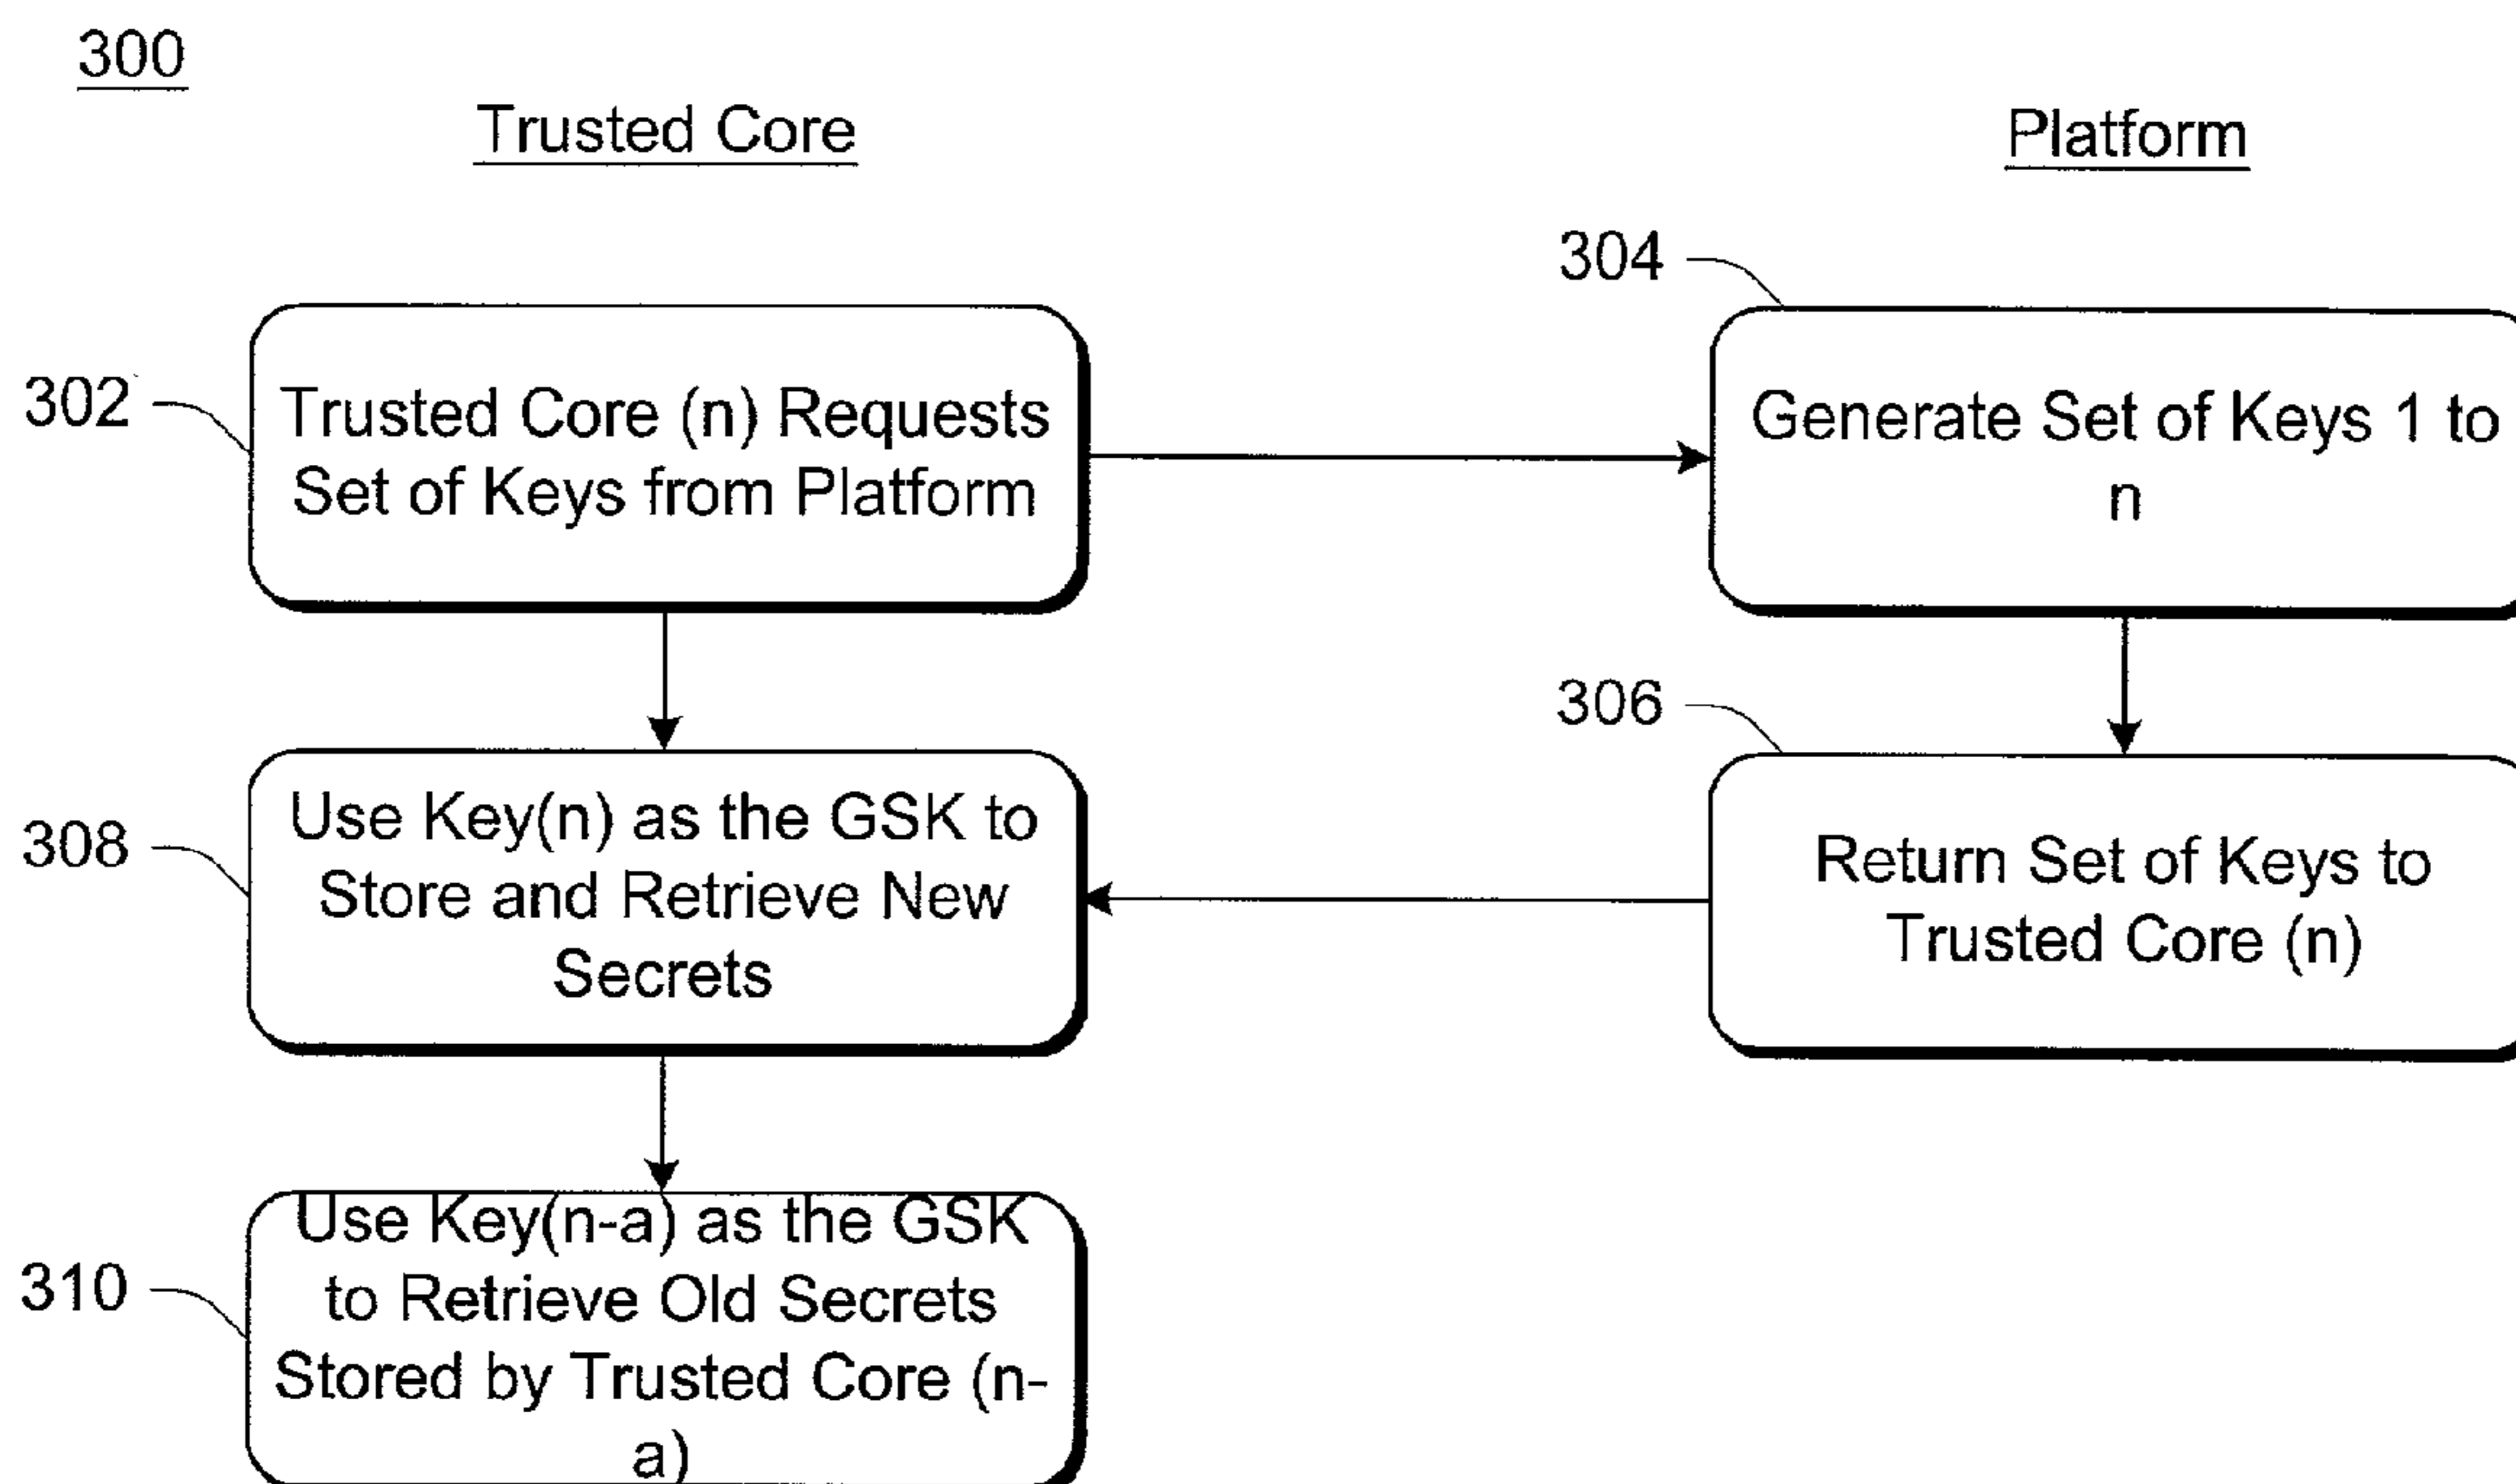 300
Trusted Core
Platform
304
302
Trusted Core (n) Requests
Set of Keys from Platform
Generate Set of Keys 1 to
n
306
308
Use Key(n) as the GSK to
Store and Retrieve New
Secrets
Return Set of Keys to
Trusted Core (n)
310
Use Key(n-a) as the GSK
to Retrieve Old Secrets
Stored by Trusted Core (n-
a)